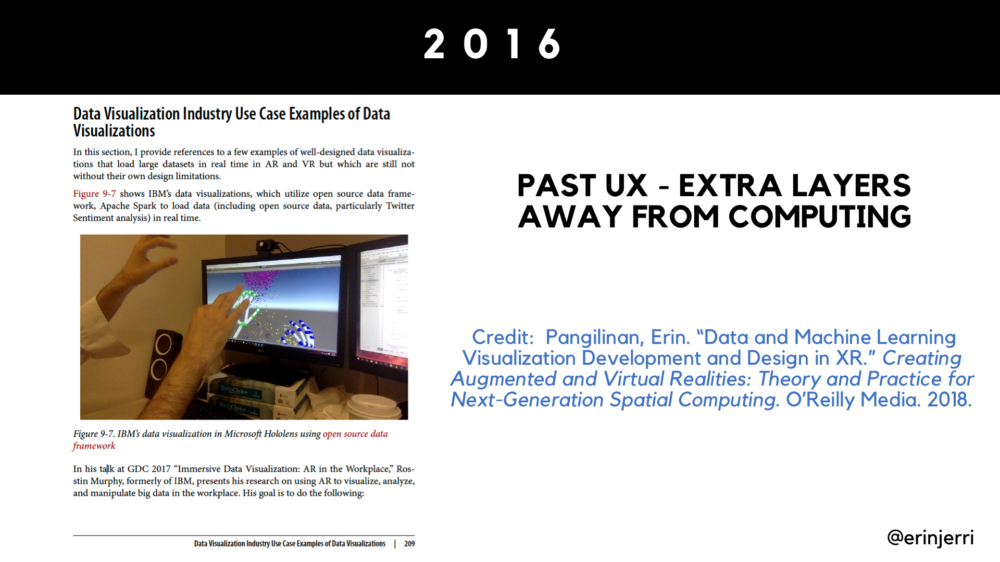 2016
Data Visualization Industry Use Case Examples of Data
Visualizations
In this section, I provide references to a few examples of well-designed data visualiza-
tions that load large datasets in real time in AR and VR but which are still not
without their own design limitations.
Figure 9-7 shows IBM's data visualizations, which utilize open source data frame-
work, Apache Spark to load data (including open source data, particularly Twitter
Sentiment analysis) in real time.
EarthChoice
EarthChoice
Figure 9-7. IBM's data visualization in Microsoft Hololens using open source data
framework
In his talk at GDC 2017 “Immersive Data Visualization: AR in the Workplace,” Ros-
stin Murphy, formerly of IBM, presents his research on using AR to visualize, analyze,
and manipulate big data in the workplace. His goal is to do the following:
Data Visualization Industry Use Case Examples of Data Visualizations | 209
PAST UX - EXTRA LAYERS
AWAY FROM COMPUTING
Credit: Pangilinan, Erin. “Data and Machine Learning
Visualization Development and Design in XR.” Creating
Augmented and Virtual Realities: Theory and Practice for
Next-Generation Spatial Computing. O'Reilly Media. 2018.
@erinjerri